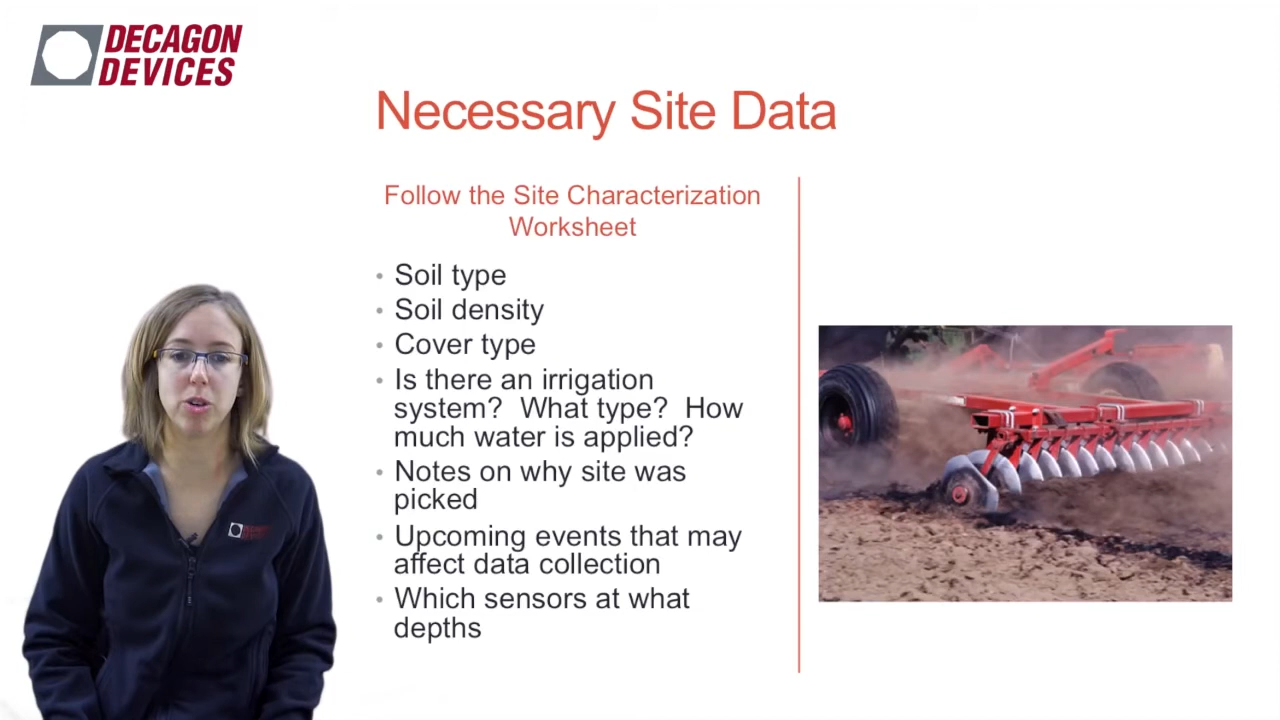 DECAGON
DEVICES
Necessary Site Data
Follow the Site Characterization
Worksheet
• Soil type
• Soil density
• Cover type
• Is there an irrigation
system?  What type?  How
much water is applied?
• Notes on why site was
picked
• Upcoming events that may
affect data collection
• Which sensors at what
depths
DECAGON
DEVICES